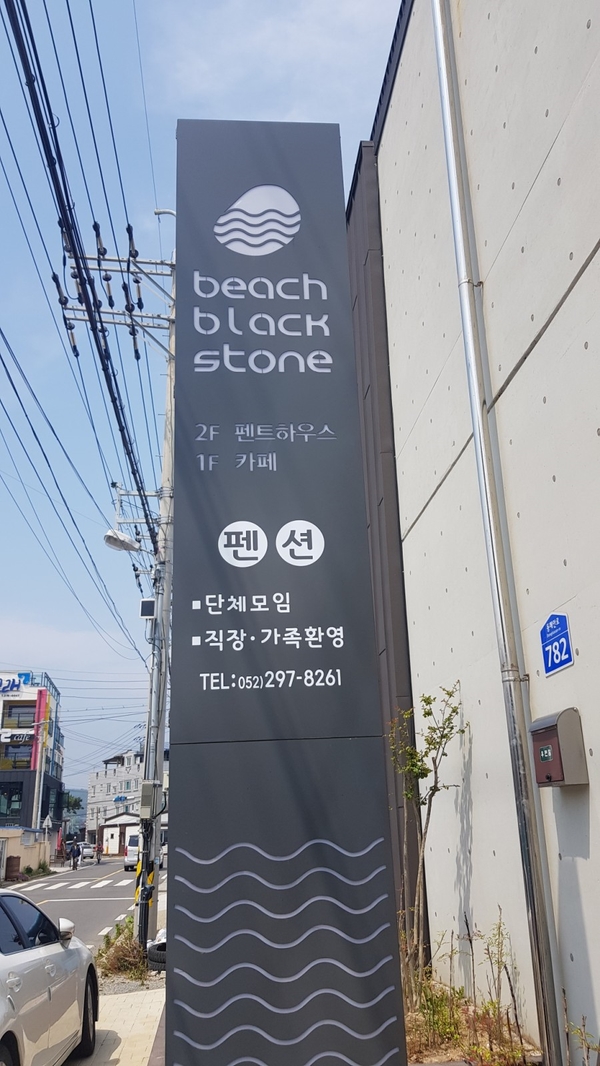 beach
black
stone
2F 펜트하우스
1F 카페
펜션
▪단체모임
▪직장·가족환영
TEL:052)297-8261
782